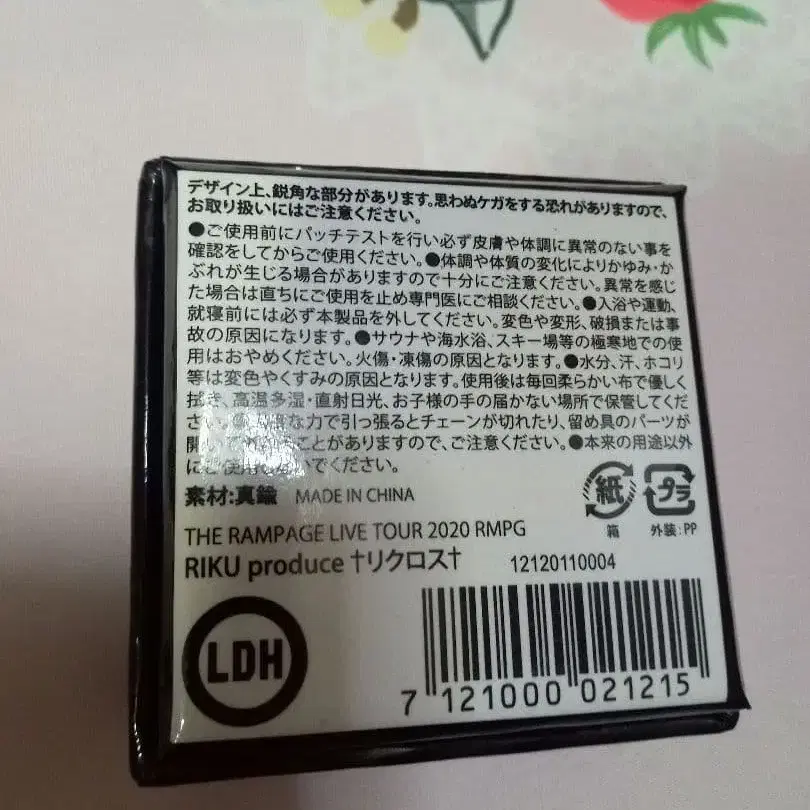 デザイン上、鋭角な部分があります。思わぬケガをする恐れがありますので、
お取り扱いにはご注意ください。
●ご使用前にパッチテストを行い必ず皮膚や体調に異常のない事を
確認をしてからご使用ください。●体調や体質の変化によりかゆみ・か
ぶれが生じる場合がありますので十分にご注意ください。異常を感じ
た場合は直ちにご使用を止め専門医にご相談ください。●入浴や運動、
就寝前には必ず本製品を外してください。変色や変形、破損または事
故の原因になります。●サウナや海水浴、スキー場等の極寒地での使
用はおやめください。火傷・凍傷の原因となります。●水分、汗、ホコリ
等は変色やくすみの原因となります。使用後は毎回柔らかい布で優しく
拭き、高温多湿・直射日光、お子様の手の届かない場所で保管してくだ
さい。な力で引っ張るとチェーンが切れたり、留め具のパーツが
開いてことがありますので、ご注意ください。●本来の用途以外
にご使用でください。
素材:真鍮 MADE IN CHINA
紙 プラ
箱 外装:PP
THE RAMPAGE LIVE TOUR 2020 RMPG
RIKU produce †リクロス† 12120110004
LDH
7 121000 021215